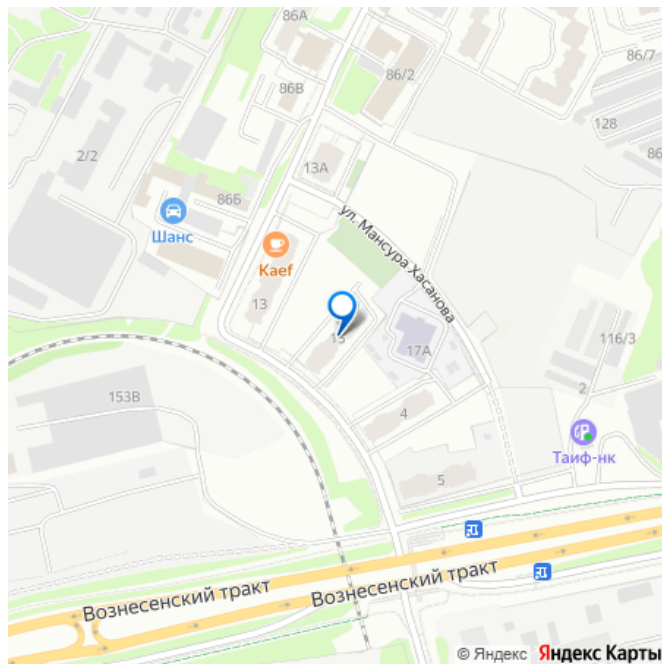 86А
86/2
86/7
86В
128
86
2/2
13А
86Б
Шанс
ул. Мансура Хасанова
Kaef
13
15
17А
116/3
2
153В
4
Таиф-нк
5
Вознесенский тракт
Вознесенский тракт
© Яндекс Яндекс Карты